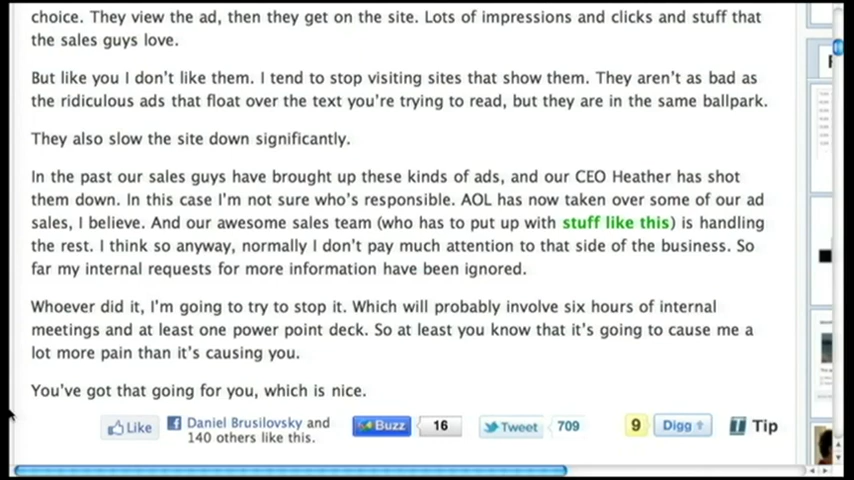 choice. They view the ad, then they get on the site. Lots of impressions and clicks and stuff that
the sales guys love.
But like you I don't like them. I tend to stop visiting sites that show them. They aren't as bad as
the ridiculous ads that float over the text you're trying to read, but they are in the same ballpark.
They also slow the site down significantly.
In the past our sales guys have brought up these kinds of ads, and our CEO Heather has shot
them down. In this case I'm not sure who's responsible. AOL has now taken over some of our ad
sales, I believe. And our awesome sales team (who has to put up with stuff like this) is handling
the rest. I think so anyway, normally I don't pay much attention to that side of the business. So
far my internal requests for more information have been ignored.
Whoever did it, I'm going to try to stop it. Which will probably involve six hours of internal
meetings and at least one power point deck. So at least you know that it's going to cause me a
lot more pain than it's causing you.
You've got that going for you, which is nice.
Like
Daniel Brusilovsky and
140 others like this.
Buzz 16
Tweet 709
9 Digg
Tip